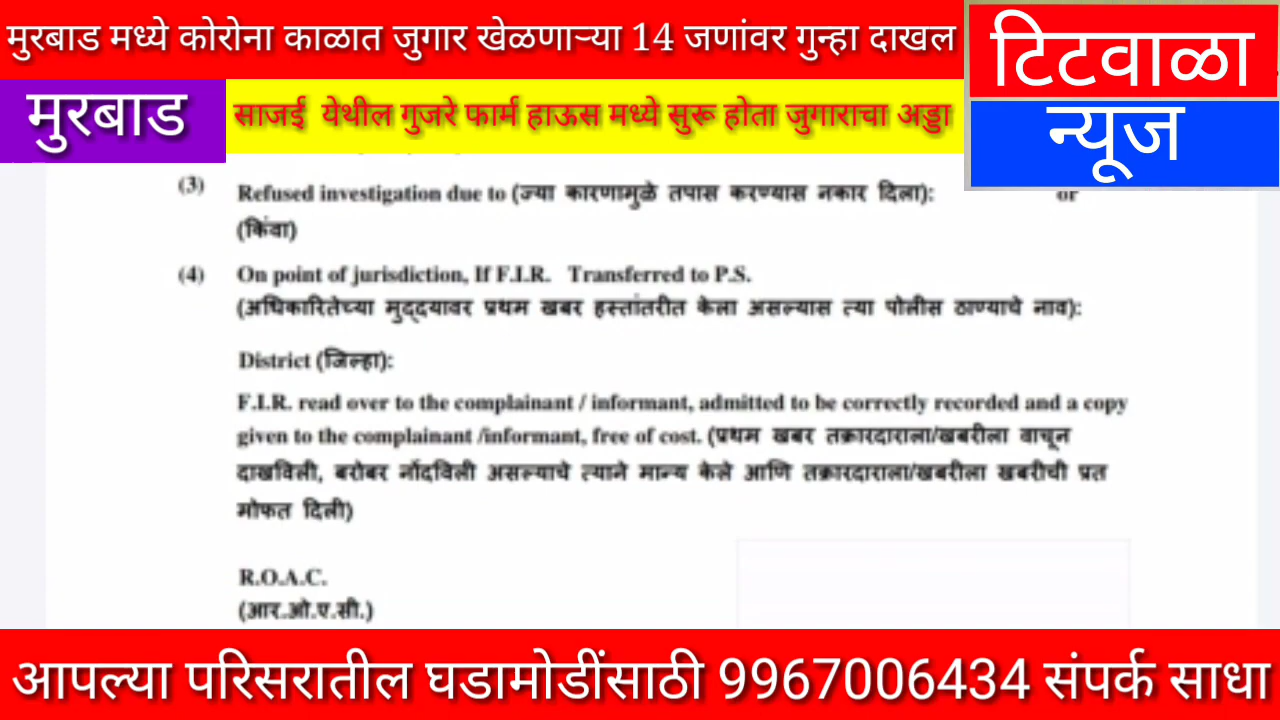 मुरबाड मध्ये कोरोना काळात जुगार खेळणाऱ्या 14 जणांवर गुन्हा दाखल
टिटवाळा
न्यूज
मुरबाड
साजई येथील गुजरे फार्म हाऊस मध्ये सुरू होता जुगाराचा अड्डा
(3) Refused investigation due to (ज्या कारणामुळे तपास करण्यास नकार दिला): or
(किंवा)
(4) On point of jurisdiction, If F.I.R. Transferred to P.S.
(अधिकारितेच्या मुद्दयावर प्रथम खबर हस्तांतरीत केला असल्यास त्या पोलीस ठाण्याचे नाव):
District (जिल्हा):
F.I.R. read over to the complainant / informant, admitted to be correctly recorded and a copy
given to the complainant /informant, free of cost. (प्रथम खबर तक्रारदाराला/खबरीला वाचून
दाखविली, बरोबर नोंदविली असल्याचे त्याने मान्य केले आणि तक्रारदाराला/खबरीला खबरीची प्रत
मोफत दिली)
R.O.A.C.
(आर.ओ.ए.सी.)
आपल्या परिसरातील घडामोडींसाठी 9967006434 संपर्क साधा